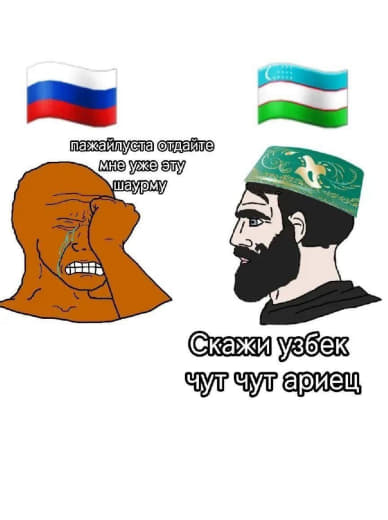 пажайлуста отдайте
мне уже эту
шаурму
Скажи узбек
чут чут ариец